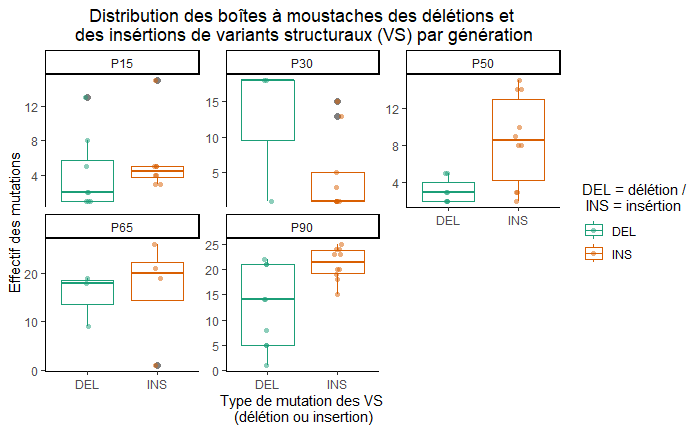 Distribution des boîtes à moustaches des délétions et
des insértions de variants structuraux (VS) par génération
P15
P30
P50
12
8
4
15
10
5
12
8
4
DEL
INS
P65
P90
20
10
0
25
20
15
10
5
0
DEL
INS
DEL
INS
Effectif des mutations
Type de mutation des VS
(délétion ou insertion)
DEL = délétion /
INS = insértion
DEL
INS